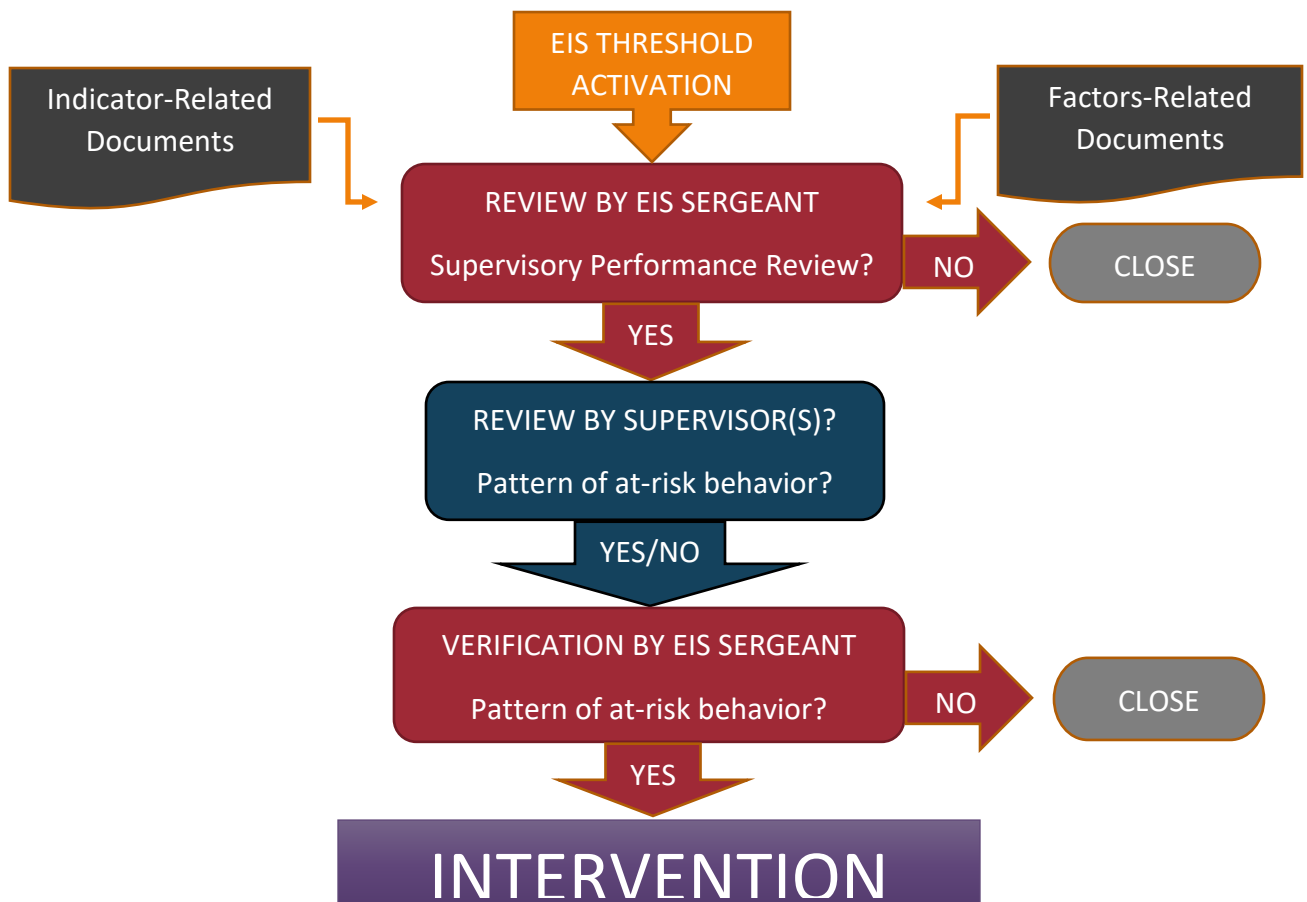 EIS THRESHOLD
ACTIVATION
Indicator-Related
Documents
Factors-Related
Documents
REVIEW BY EIS SERGEANT
Supervisory Performance Review?
NO
CLOSE
YES
REVIEW BY SUPERVISOR(S)?
Pattern of at-risk behavior?
YES/NO
VERIFICATION BY EIS SERGEANT
Pattern of at-risk behavior?
NO
CLOSE
YES
INTERVENTION